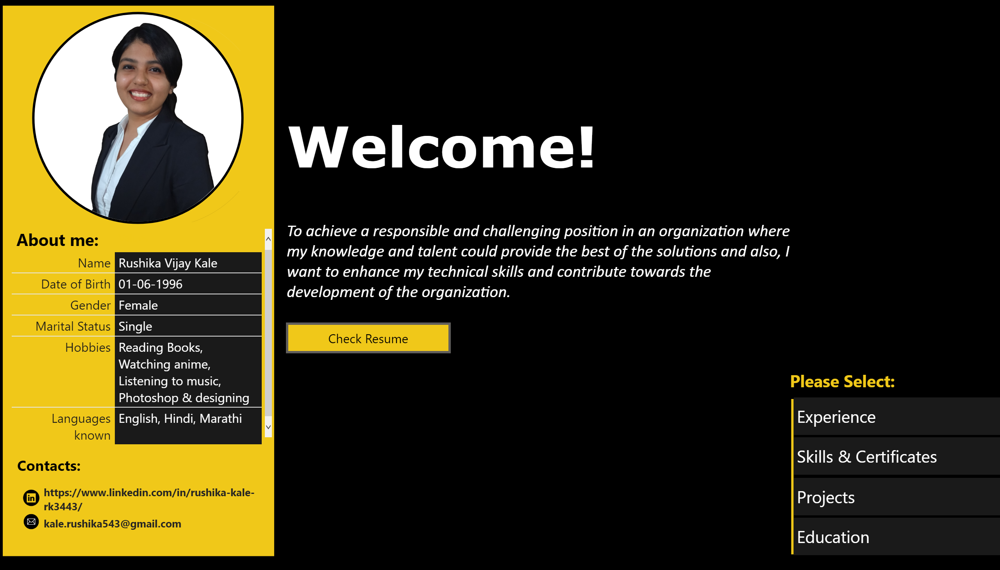 About me:
Name Rushika Vijay Kale
Date of Birth 01-06-1996
Gender Female
Marital Status Single
Hobbies Reading Books,
Watching anime,
Listening to music,
Photoshop & designing
Languages English, Hindi, Marathi
known
Contacts:
in https://www.linkedin.com/in/rushika-kale-
rk3443/
kale.rushika543@gmail.com
Welcome!
To achieve a responsible and challenging position in an organization where
my knowledge and talent could provide the best of the solutions and also, I
want to enhance my technical skills and contribute towards the
development of the organization.
Check Resume
Please Select:
Experience
Skills & Certificates
Projects
Education